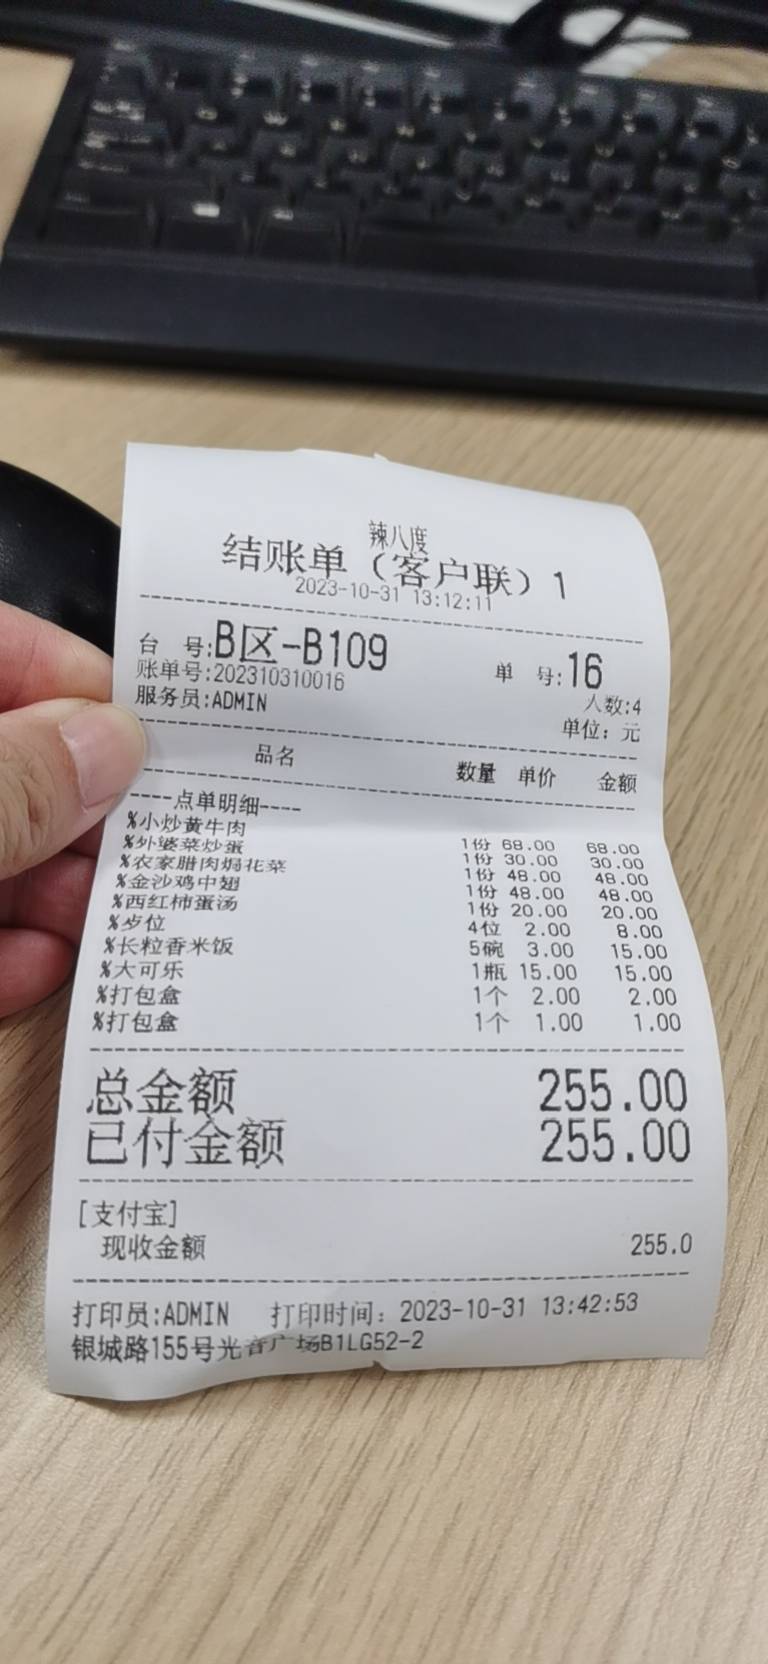 辣八度
结账单（客户联）1
2023-10-31 13:12:11
台 号:B区-B109 单 号:16
账单号:202310310016 人数:4
服务员:ADMIN 单位：元
品名 数量 单价 金额
----点单明细----
%小炒黄牛肉 1份 68.00 68.00
%外婆菜炒蛋 1份 30.00 30.00
%农家腊肉焗花菜 1份 48.00 48.00
%金沙鸡中翅 1份 48.00 48.00
%西红柿蛋汤 1份 20.00 20.00
%歺位 4位 2.00 8.00
%长粒香米饭 5碗 3.00 15.00
%大可乐 1瓶 15.00 15.00
%打包盒 1个 2.00 2.00
%打包盒 1个 1.00 1.00
总金额 255.00
已付金额 255.00
[支付宝]
现收金额 255.0
打印员:ADMIN 打印时间：2023-10-31 13:42:53
银城路155号光音广场B1LG52-2